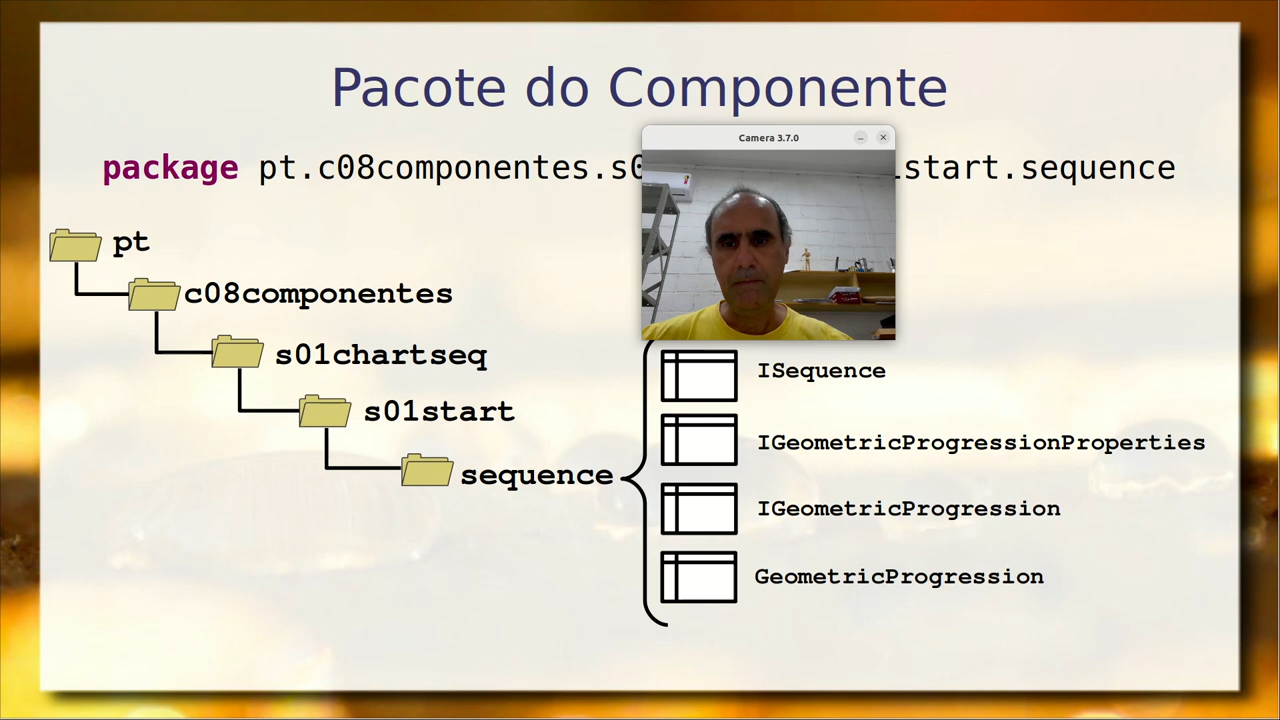 Pacote do Componente
Camera 3.7.0
package pt.c08componentes.s0 start.sequence
pt
c08componentes
s01chartseq
s01start
sequence
ISequence
IGeometricProgressionProperties
IGeometricProgression
GeometricProgression